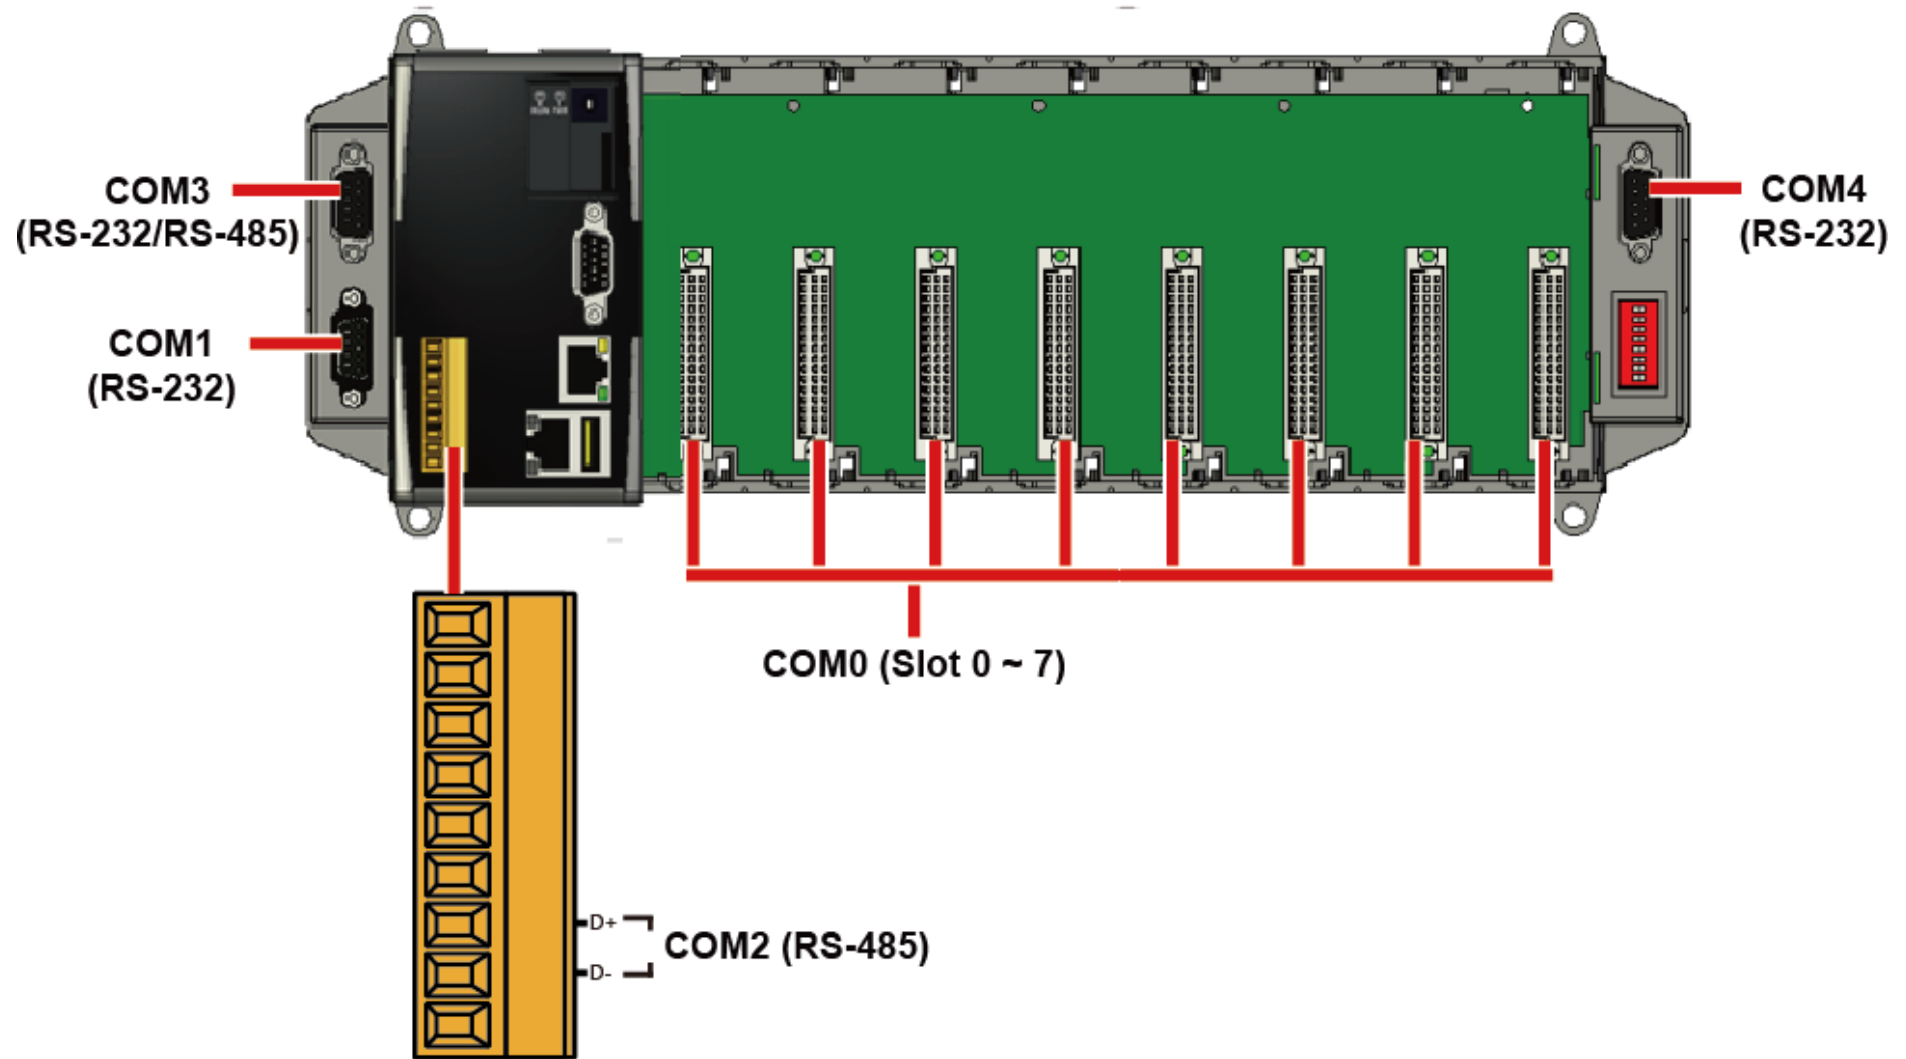 COM3
(RS-232/RS-485)
COM1
(RS-232)
COM4
(RS-232)
COM0 (Slot 0 ~ 7)
D+
COM2 (RS-485)
D-